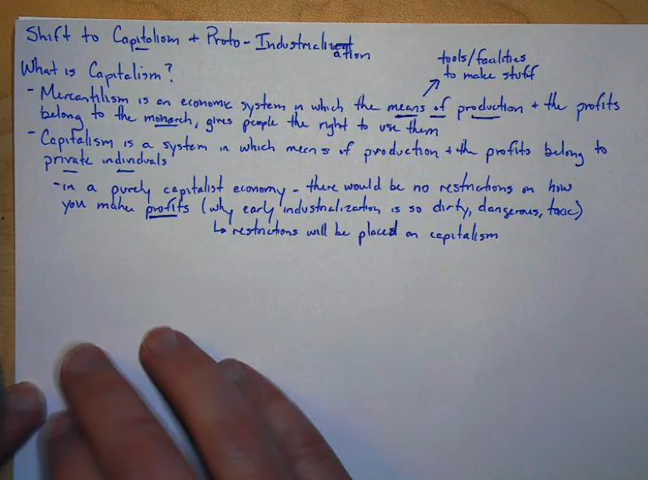 Shift to Capitalism + Proto-Industrialization
What is Capitalism?
tools/facilities
to make stuff
- Mercantilism is an economic system in which the means of production + the profits
belong to the monarch, gives people the right to use them
- Capitalism is a system in which means of production + the profits belong to
private individuals
- in a purely capitalist economy - there would be no restrictions on how
you make profits (why early industrialization is so dirty, dangerous, toxic)
↳ restrictions will be placed on capitalism